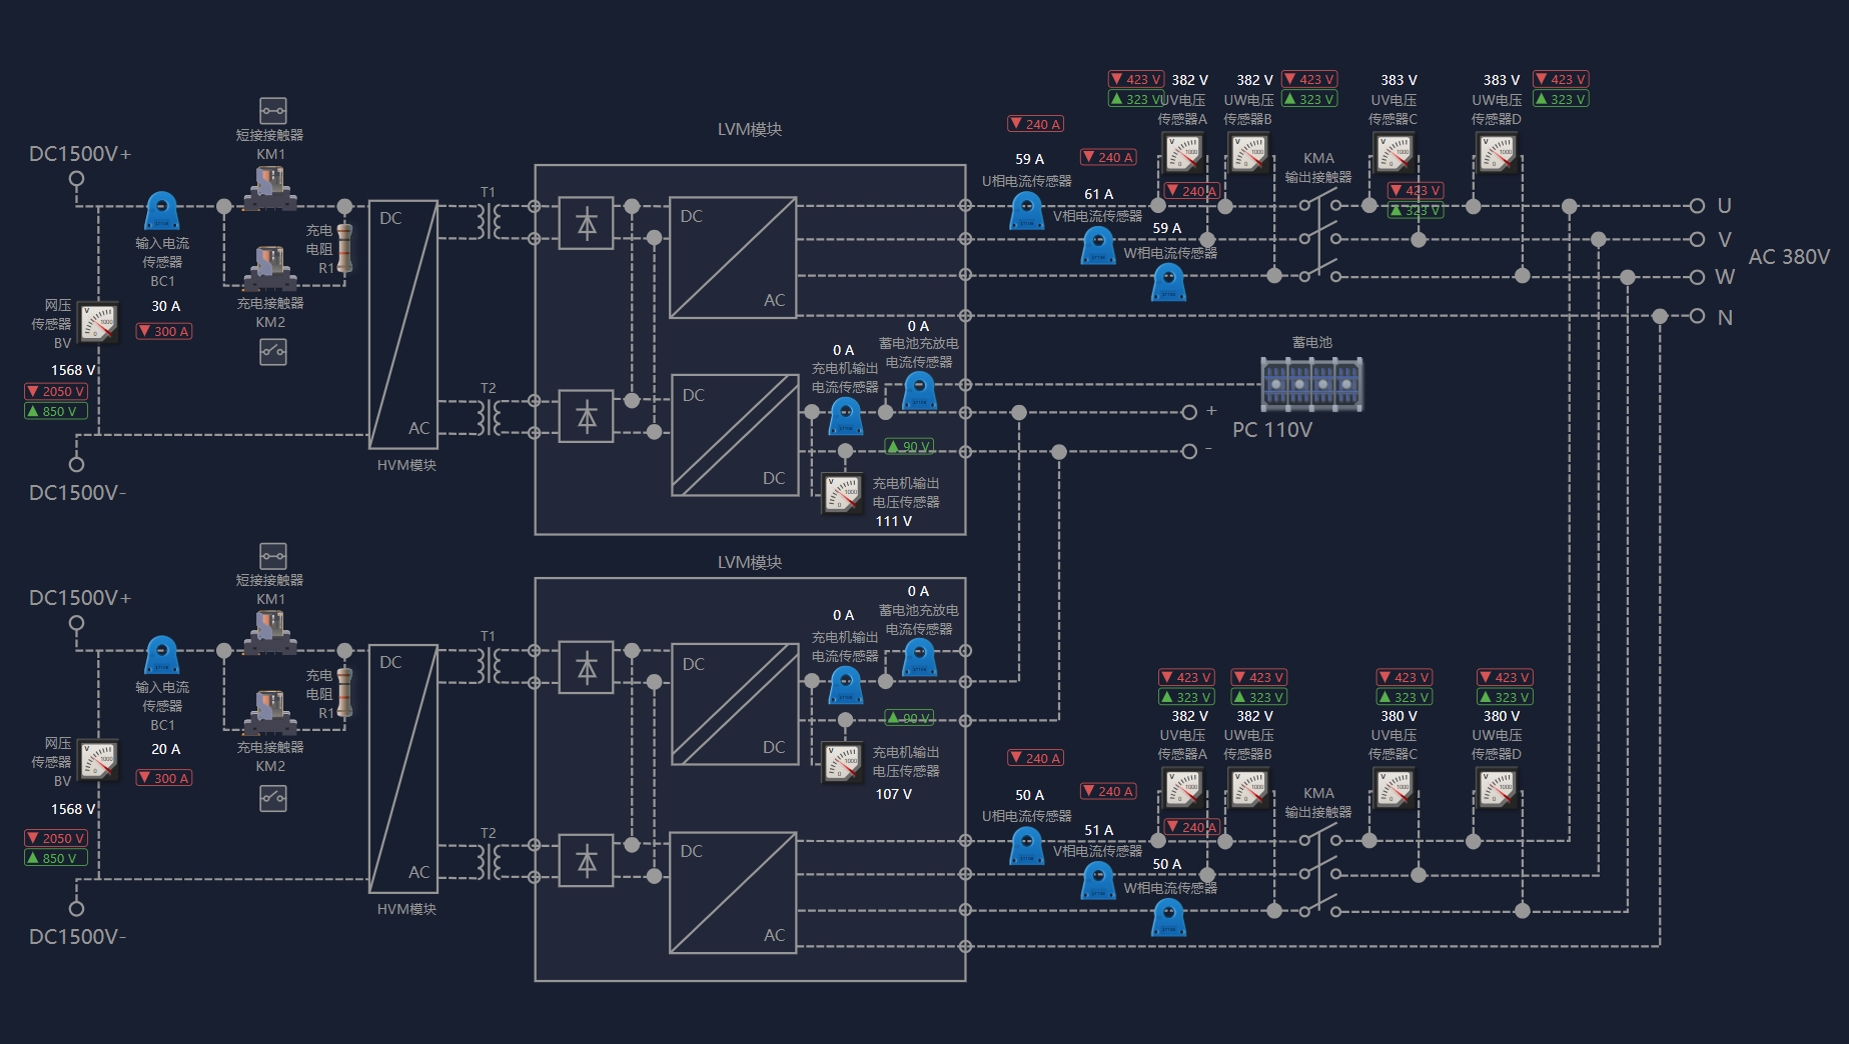 423 V
382 V
382 V
423 V
383 V
383 V
423 V
323 V
UV电压
UW电压
323 V
UV电压
UW电压
323 V
传感器A
传感器B
传感器C
传感器D
LVM模块
240 A
短接接触器
KM1
DC1500V+
59 A
240 A
KMA
输出接触器
U相电流传感器
240 A
423 V
T1
61 A
323 V
U
DC
DC
V相电流传感器
59 A
充电
电阻
R1
输入电流
传感器
BC1
W相电流传感器
V
AC 380V
W
30 A
充电接触器
KM2
AC
N
网压
传感器
BV
300 A
0 A
蓄电池充放电
电流传感器
0 A
充电机输出
电流传感器
蓄电池
1568 V
2050 V
850 V
T2
DC
+
PC 110V
AC
90 V
-
HVM模块
DC
充电机输出
电压传感器
111 V
DC1500V-
LVM模块
短接接触器
KM1
DC1500V+
0 A
蓄电池充放电
电流传感器
0 A
充电机输出
电流传感器
T1
DC
DC
充电
电阻
R1
输入电流
传感器
BC1
423 V
423 V
423 V
423 V
323 V
323 V
323 V
323 V
90 V
382 V
382 V
380 V
380 V
UV电压
UW电压
UV电压
UW电压
传感器A
传感器B
传感器C
传感器D
20 A
充电接触器
KM2
网压
传感器
BV
300 A
DC
充电机输出
电压传感器
107 V
240 A
240 A
50 A
KMA
输出接触器
1568 V
2050 V
850 V
U相电流传感器
240 A
51 A
T2
DC
V相电流传感器
50 A
AC
W相电流传感器
HVM模块
AC
DC1500V-